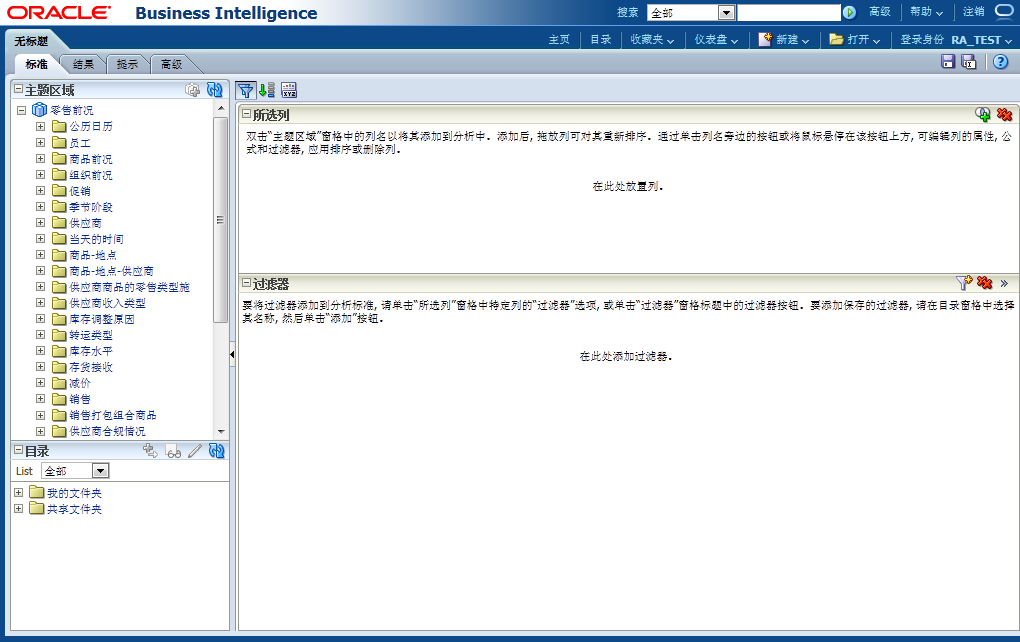 ORACLE Business Intelligence
搜索 全部 高级 帮助 注销
无标题
主页 目录 收藏夹 仪表盘 新建 打开 登录身份 RA_TEST
标准 结果 提示 高级
主题区域
零售前况
公历日历
员工
商品前况
组织前况
促销
季节阶段
供应商
当天的时间
商品-地点
商品-地点-供应商
供应商商品的零售类型施
供应商收入类型
库存调整原因
转运类型
库存水平
存货接收
减价
销售
销售打包组合商品
供应商合规情况
目录
List 全部
我的文件夹
共享文件夹
所选列
双击“主题区域”窗格中的列名以将其添加到分析中. 添加后, 拖放列可对其重新排序. 通过单击列名旁边的按钮或将鼠标悬停在该按钮上方, 可编辑列的属性, 公
式和过滤器, 应用排序或删除列.
在此处放置列.
过滤器
要将过滤器添加到分析标准, 请单击“所选列”窗格中特定列的“过滤器”选项, 或单击“过滤器”窗格标题中的过滤器按钮. 要添加保存的过滤器, 请在目录窗格中选择
其名称, 然后单击“添加”按钮.
在此处添加过滤器.